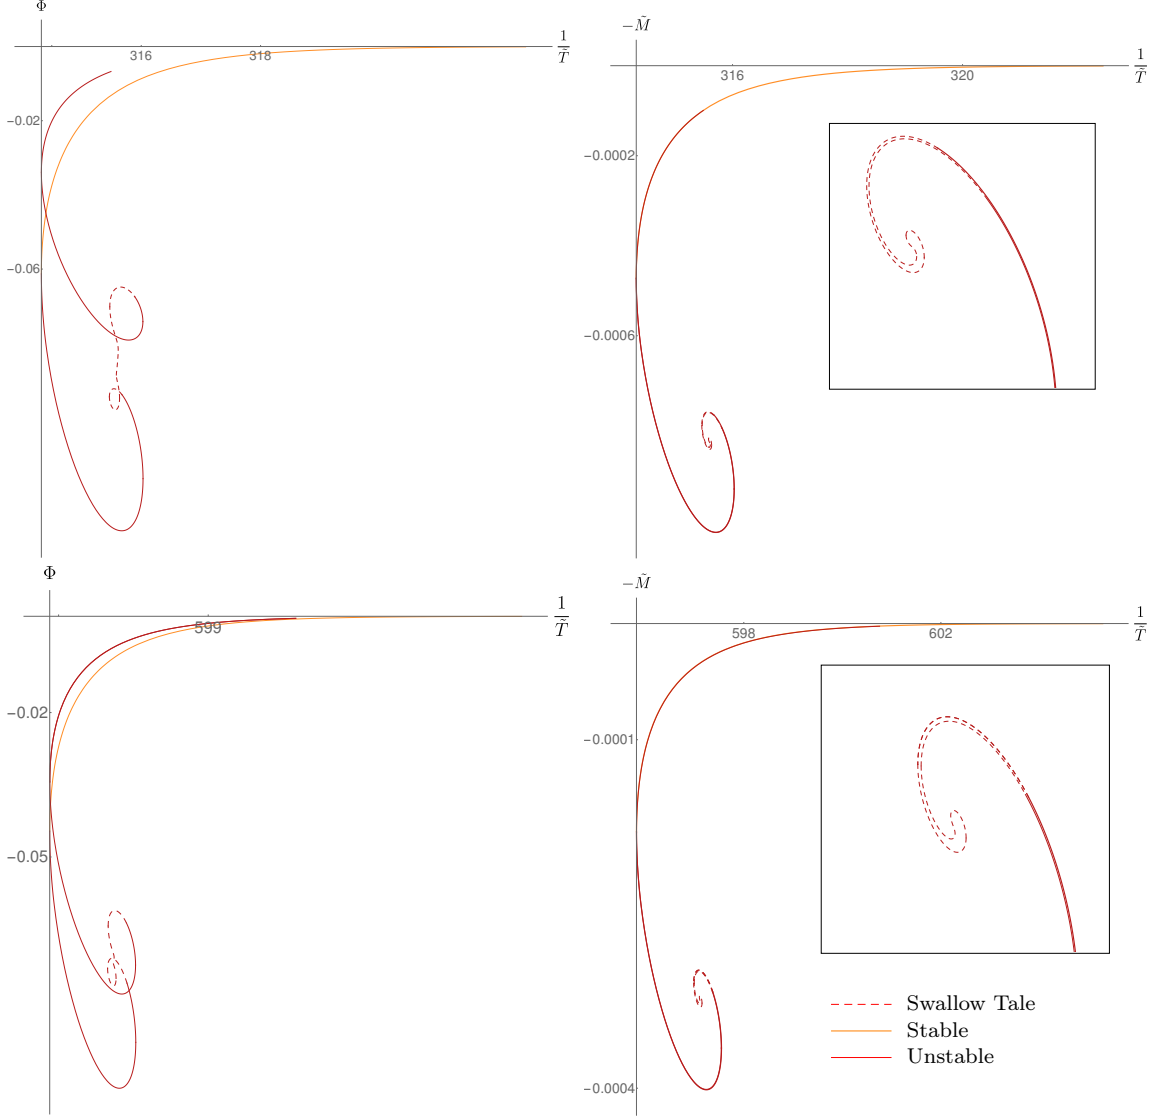 Φ
1
T̃
316
318
−0.02
−0.06
−M̃
1
T̃
316
320
−0.0002
−0.0006
Φ
1
T̃
599
−0.02
−0.05
−M̃
1
T̃
598
602
−0.0001
−0.0004
Swallow Tale
Stable
Unstable